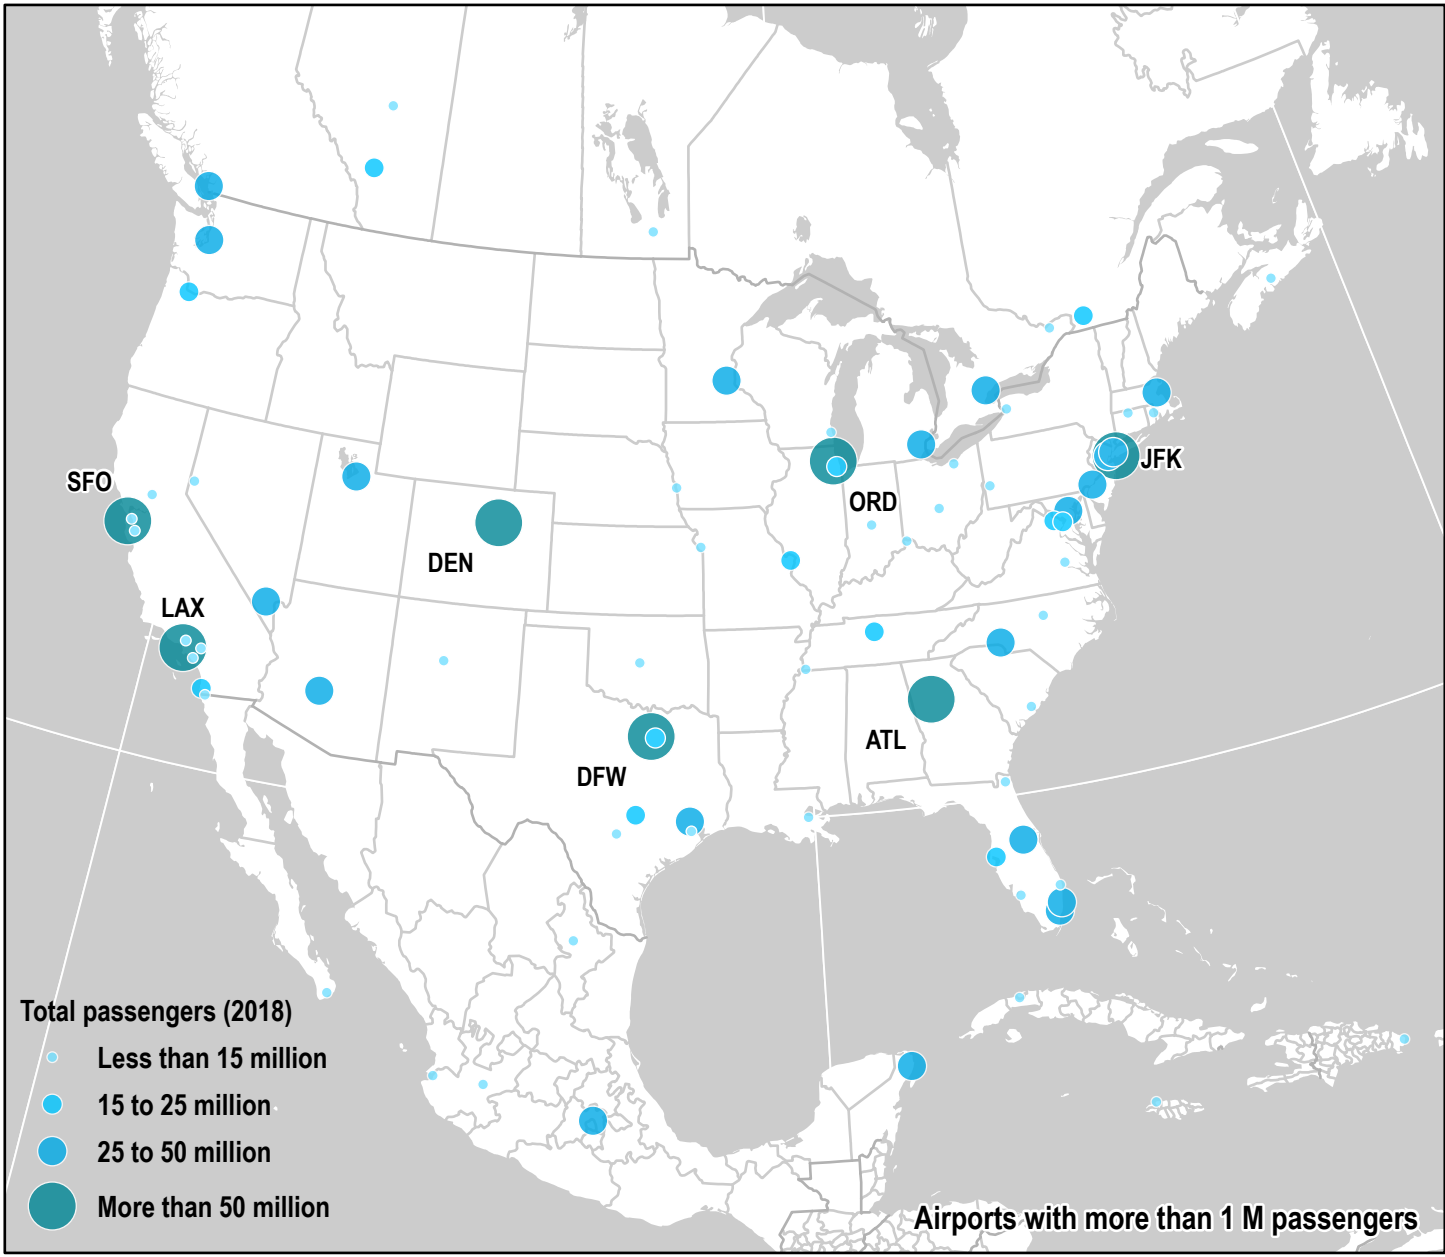 SFO
JFK
ORD
DEN
LAX
ATL
DFW
Total passengers (2018)
Less than 15 million
15 to 25 million
25 to 50 million
More than 50 million
Airports with more than 1 M passengers